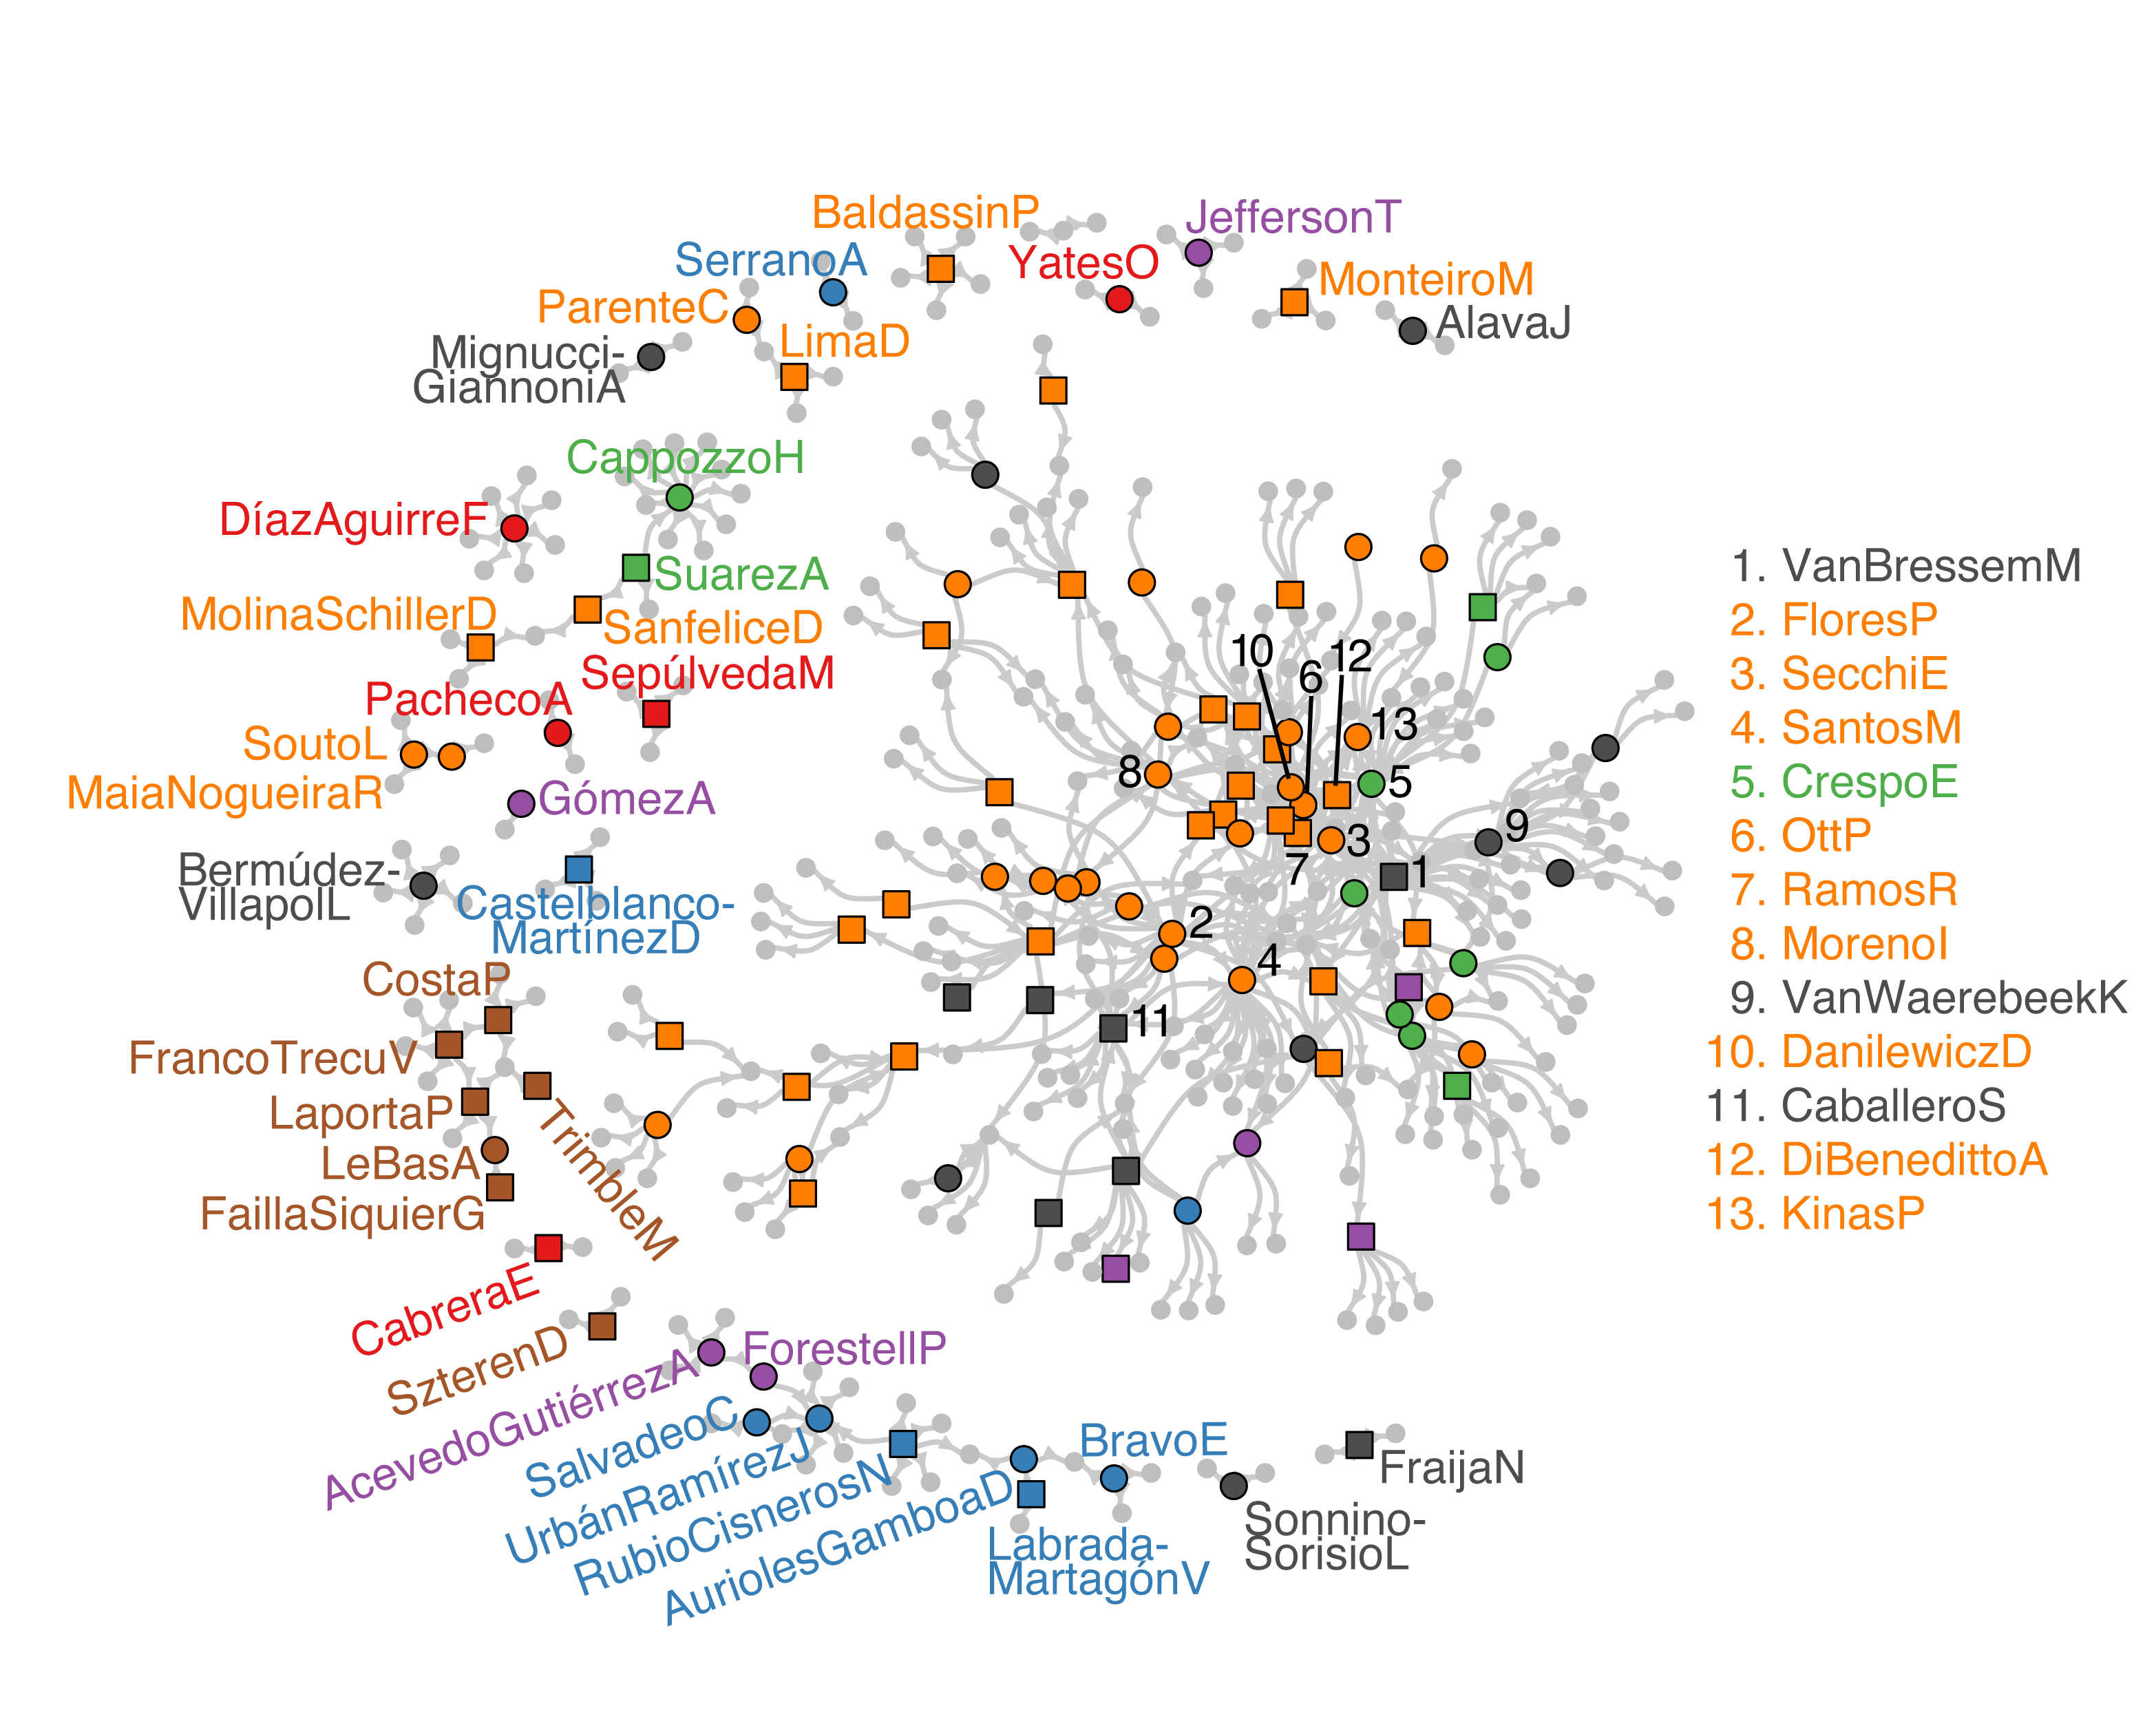 BaldassinP
JeffersonT
SerranoA
YatesO
MonteiroM
ParenteC
AlavaJ
LimaD
Mignucci-
GiannoniA
CappozzoH
DíazAguirreF
SuarezA
MolinaSchillerD
SanfeliceD
SepúlvedaM
PachecoA
SoutoL
MaiaNogueiraR
GómezA
Bermúdez-
VillapolL
Castelblanco-
MartínezD
CostaP
FrancoTrecuV
LaportaP
TrimbleM
LeBasA
FaillaSiquierG
CabreraE
SzterenD
ForestellP
AcevedoGutiérrezA
SalvadeoC
UrbánRamírezJ
RubioCisnerosN
AuriolesGamboaD
BravoE
Labrada-
MartagónV
Sonnino-
SorisioL
FraijaN
10
12
6
13
8
5
9
3
7
1
2
4
11
1. VanBressemM
2. FloresP
3. SecchiE
4. SantosM
5. CrespoE
6. OttP
7. RamosR
8. MorenoI
9. VanWaerebeekK
10. DanilewiczD
11. CaballeroS
12. DiBenedittoA
13. KinasP